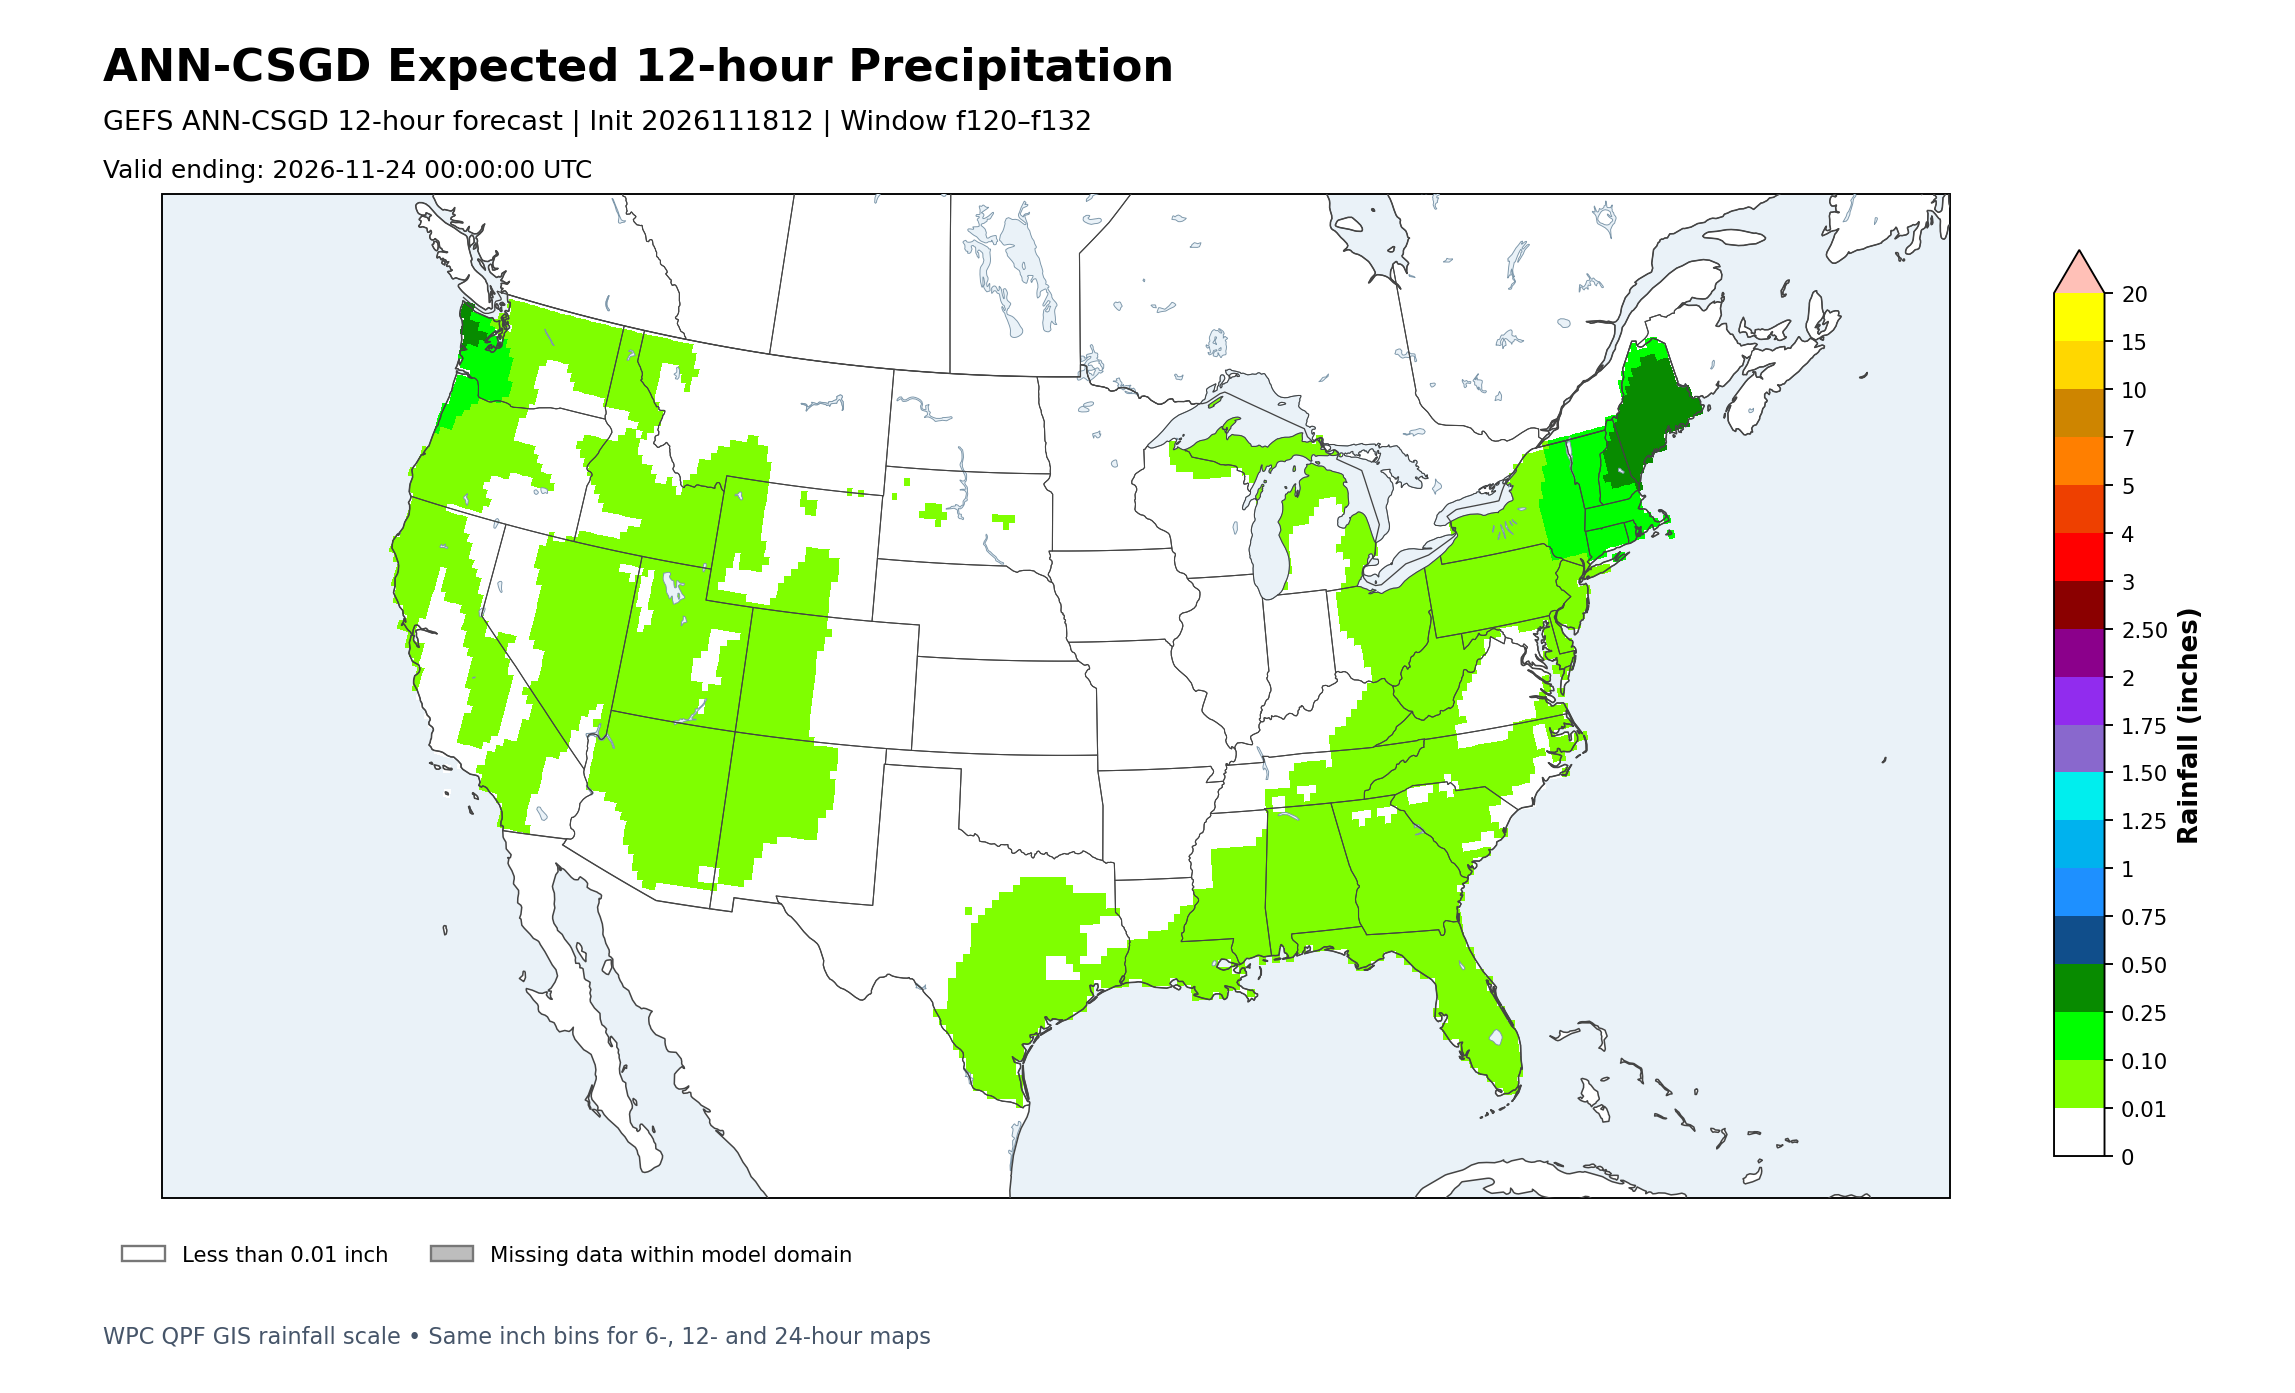 ANN-CSGD Expected 12-hour Precipitation
GEFS ANN-CSGD 12-hour forecast | Init 2026111812 | Window f120–f132
Valid ending: 2026-11-24 00:00:00 UTC
20
15
10
7
5
4
3
2.50
2
1.75
1.50
1.25
1
0.75
0.50
0.25
0.10
0.01
0
Rainfall (inches)
Less than 0.01 inch
Missing data within model domain
WPC QPF GIS rainfall scale • Same inch bins for 6-, 12- and 24-hour maps